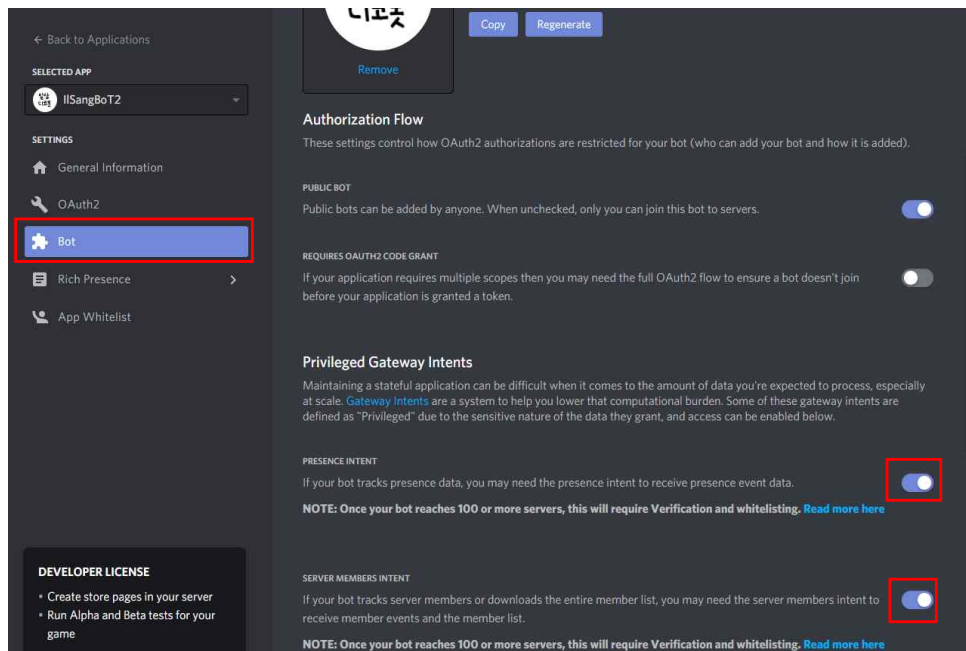 ← Back to Applications
SELECTED APP
IlSangBoT2
SETTINGS
General Information
OAuth2
Bot
Rich Presence
App Whitelist
DEVELOPER LICENSE
• Create store pages in your server
• Run Alpha and Beta tests for your
game
Copy Regenerate
Remove
Authorization Flow
These settings control how OAuth2 authorizations are restricted for your bot (who can add your bot and how it is added).
PUBLIC BOT
Public bots can be added by anyone. When unchecked, only you can join this bot to servers.
REQUIRES OAUTH2 CODE GRANT
If your application requires multiple scopes then you may need the full OAuth2 flow to ensure a bot doesn't join
before your application is granted a token.
Privileged Gateway Intents
Maintaining a stateful application can be difficult when it comes to the amount of data you're expected to process, especially
at scale. Gateway Intents are a system to help you lower that computational burden. Some of these gateway intents are
defined as "Privileged" due to the sensitive nature of the data they grant, and access can be enabled below.
PRESENCE INTENT
If your bot tracks presence data, you may need the presence intent to receive presence event data.
NOTE: Once your bot reaches 100 or more servers, this will require Verification and whitelisting. Read more here
SERVER MEMBERS INTENT
If your bot tracks server members or downloads the entire member list, you may need the server members intent to
receive member events and the member list.
NOTE: Once your bot reaches 100 or more servers, this will require Verification and whitelisting. Read more here